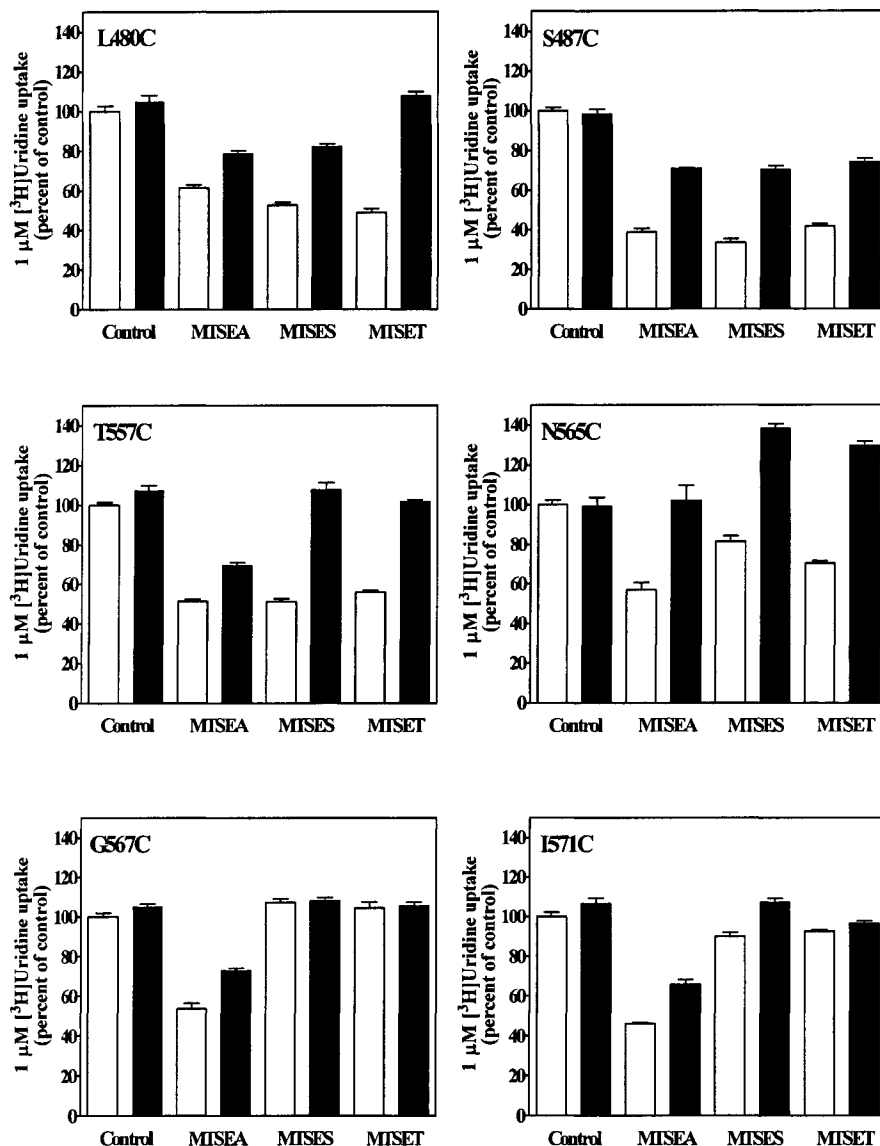 L480C
1 μM [³H]Uridine uptake
(percent of control)
140
120
100
80
60
40
20
0
Control MTSEA MTSES MTSET
S487C
1 μM [³H]Uridine uptake
(percent of control)
140
120
100
80
60
40
20
0
Control MTSEA MTSES MTSET
T557C
1 μM [³H]Uridine uptake
(percent of control)
140
120
100
80
60
40
20
0
Control MTSEA MTSES MTSET
N565C
1 μM [³H]Uridine uptake
(percent of control)
140
120
100
80
60
40
20
0
Control MTSEA MTSES MTSET
G567C
1 μM [³H]Uridine uptake
(percent of control)
140
120
100
80
60
40
20
0
Control MTSEA MTSES MTSET
I571C
1 μM [³H]Uridine uptake
(percent of control)
140
120
100
80
60
40
20
0
Control MTSEA MTSES MTSET